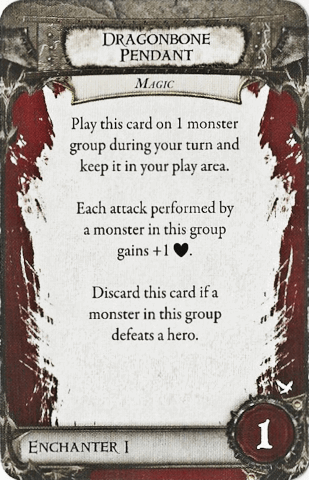 DRAGONBONE
PENDANT
MAGIC
Play this card on 1 monster
group during your turn and
keep it in your play area.
Each attack performed by
a monster in this group
gains +1 ♥.
Discard this card if a
monster in this group
defeats a hero.
1
ENCHANTER I